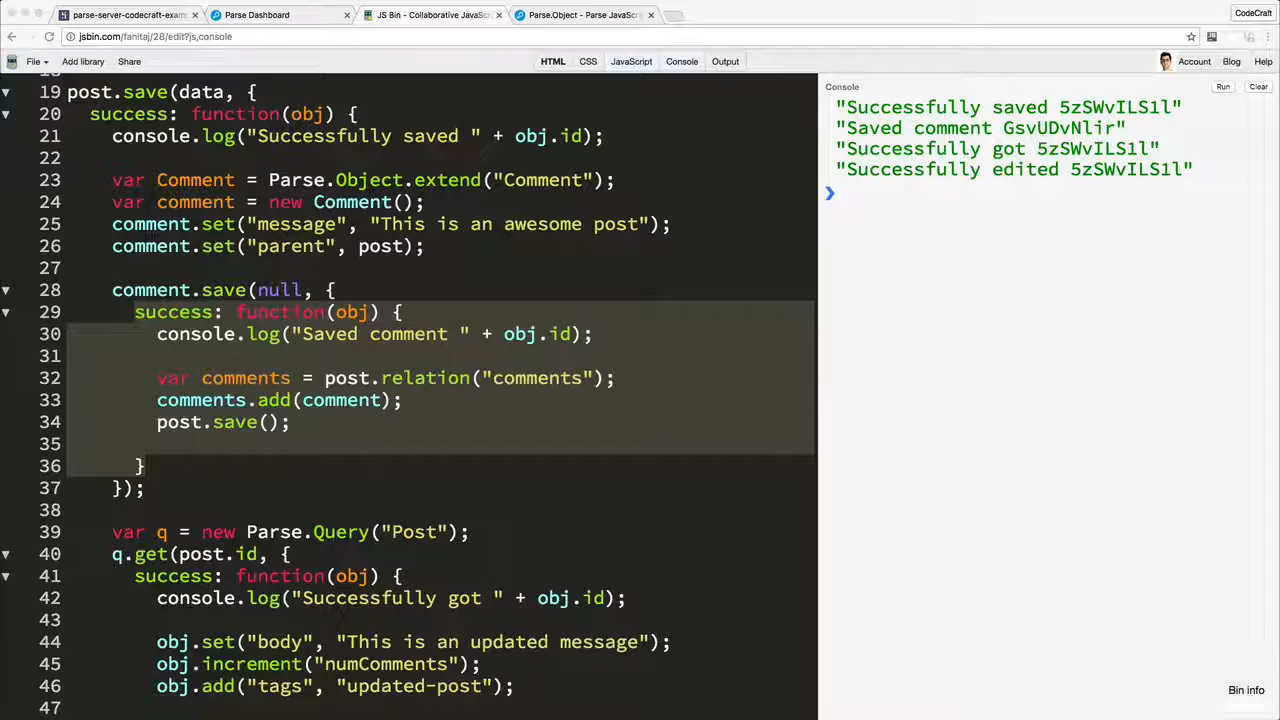 parse-server-codecraft-exam
Parse Dashboard
JS Bin - Collaborative JavaSc
Parse.Object - Parse JavaScri
CodeCraft
jsbin.com/fanitaj/28/edit?js,console
File
Add library
Share
HTML
CSS
JavaScript
Console
Output
Account
Blog
Help
19 post.save(data, {
20 success: function(obj) {
21 console.log("Successfully saved " + obj.id);
22
23 var Comment = Parse.Object.extend("Comment");
24 var comment = new Comment();
25 comment.set("message", "This is an awesome post");
26 comment.set("parent", post);
27
28 comment.save(null, {
29 success: function(obj) {
30 console.log("Saved comment " + obj.id);
31
32 var comments = post.relation("comments");
33 comments.add(comment);
34 post.save();
35
36 }
37 });
38
39 var q = new Parse.Query("Post");
40 q.get(post.id, {
41 success: function(obj) {
42 console.log("Successfully got " + obj.id);
43
44 obj.set("body", "This is an updated message");
45 obj.increment("numComments");
46 obj.add("tags", "updated-post");
47
Console
Run
Clear
"Successfully saved 5zSWvILS1l"
"Saved comment GsvUDvNlir"
"Successfully got 5zSWvILS1l"
"Successfully edited 5zSWvILS1l"
Bin info